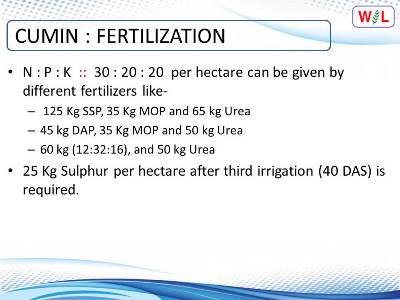 W L
CUMIN : FERTILIZATION
• N : P : K :: 30 : 20 : 20 per hectare can be given by
different fertilizers like-
– 125 Kg SSP, 35 Kg MOP and 65 kg Urea
– 45 kg DAP, 35 Kg MOP and 50 kg Urea
– 60 kg (12:32:16), and 50 kg Urea
• 25 Kg Sulphur per hectare after third irrigation (40 DAS) is
required.